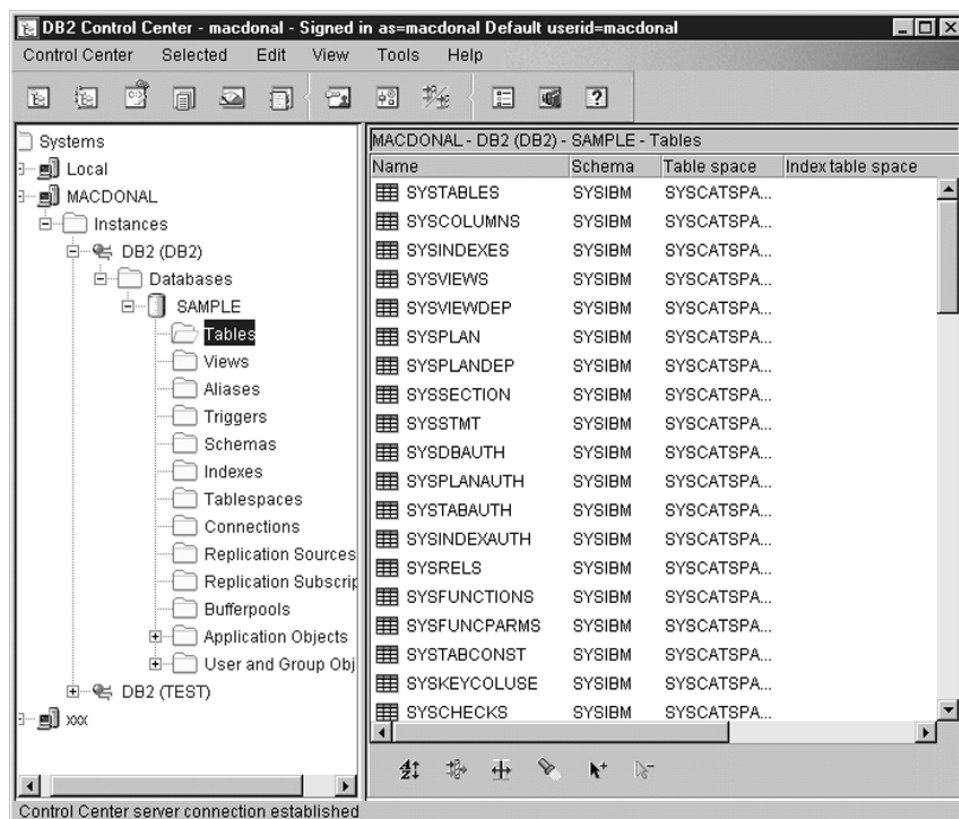 DB2 Control Center - macdonal - Signed in as=macdonal Default userid=macdonal
Control Center Selected Edit View Tools Help
Systems
Local
MACDONAL
Instances
DB2 (DB2)
Databases
SAMPLE
Tables
Views
Aliases
Triggers
Schemas
Indexes
Tablespaces
Connections
Replication Sources
Replication Subscrip
Bufferpools
Application Objects
User and Group Obj
DB2 (TEST)
xxx
MACDONAL - DB2 (DB2) - SAMPLE - Tables
Name Schema Table space Index table space
SYSTABLES SYSIBM SYSCATSPA...
SYSCOLUMNS SYSIBM SYSCATSPA...
SYSINDEXES SYSIBM SYSCATSPA...
SYSVIEWS SYSIBM SYSCATSPA...
SYSVIEWDEP SYSIBM SYSCATSPA...
SYSPLAN SYSIBM SYSCATSPA...
SYSPLANDEP SYSIBM SYSCATSPA...
SYSSECTION SYSIBM SYSCATSPA...
SYSSTMT SYSIBM SYSCATSPA...
SYSDBAUTH SYSIBM SYSCATSPA...
SYSPLANAUTH SYSIBM SYSCATSPA...
SYSTABAUTH SYSIBM SYSCATSPA...
SYSINDEXAUTH SYSIBM SYSCATSPA...
SYSRELS SYSIBM SYSCATSPA...
SYSFUNCTIONS SYSIBM SYSCATSPA...
SYSFUNCPARMS SYSIBM SYSCATSPA...
SYSTABCONST SYSIBM SYSCATSPA...
SYSKEYCOLUSE SYSIBM SYSCATSPA...
SYSCHECKS SYSIBM SYSCATSPA...
Control Center server connection established